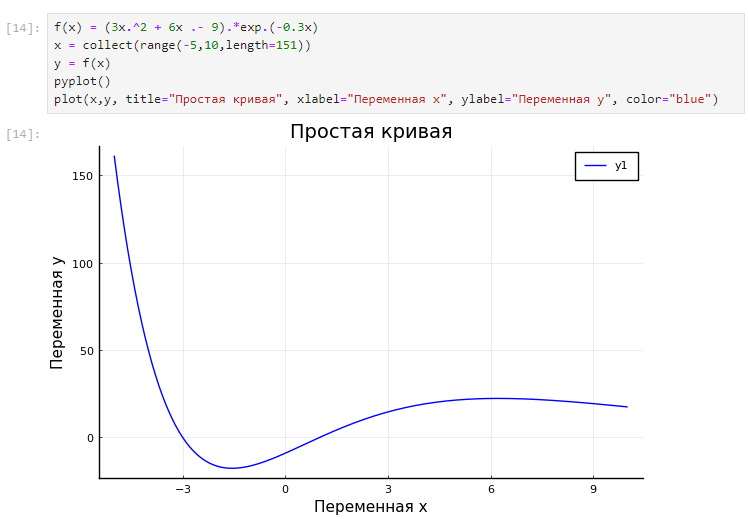 [14]: f(x) = (3x.^2 + 6x .- 9).*exp.(-0.3x)
x = collect(range(-5,10,length=151))
y = f(x)
pyplot()
plot(x,y, title="Простая кривая", xlabel="Переменная x", ylabel="Переменная y", color="blue")
[14]:
Простая кривая
y1
150
100
50
0
Переменная y
−3 0 3 6 9
Переменная x